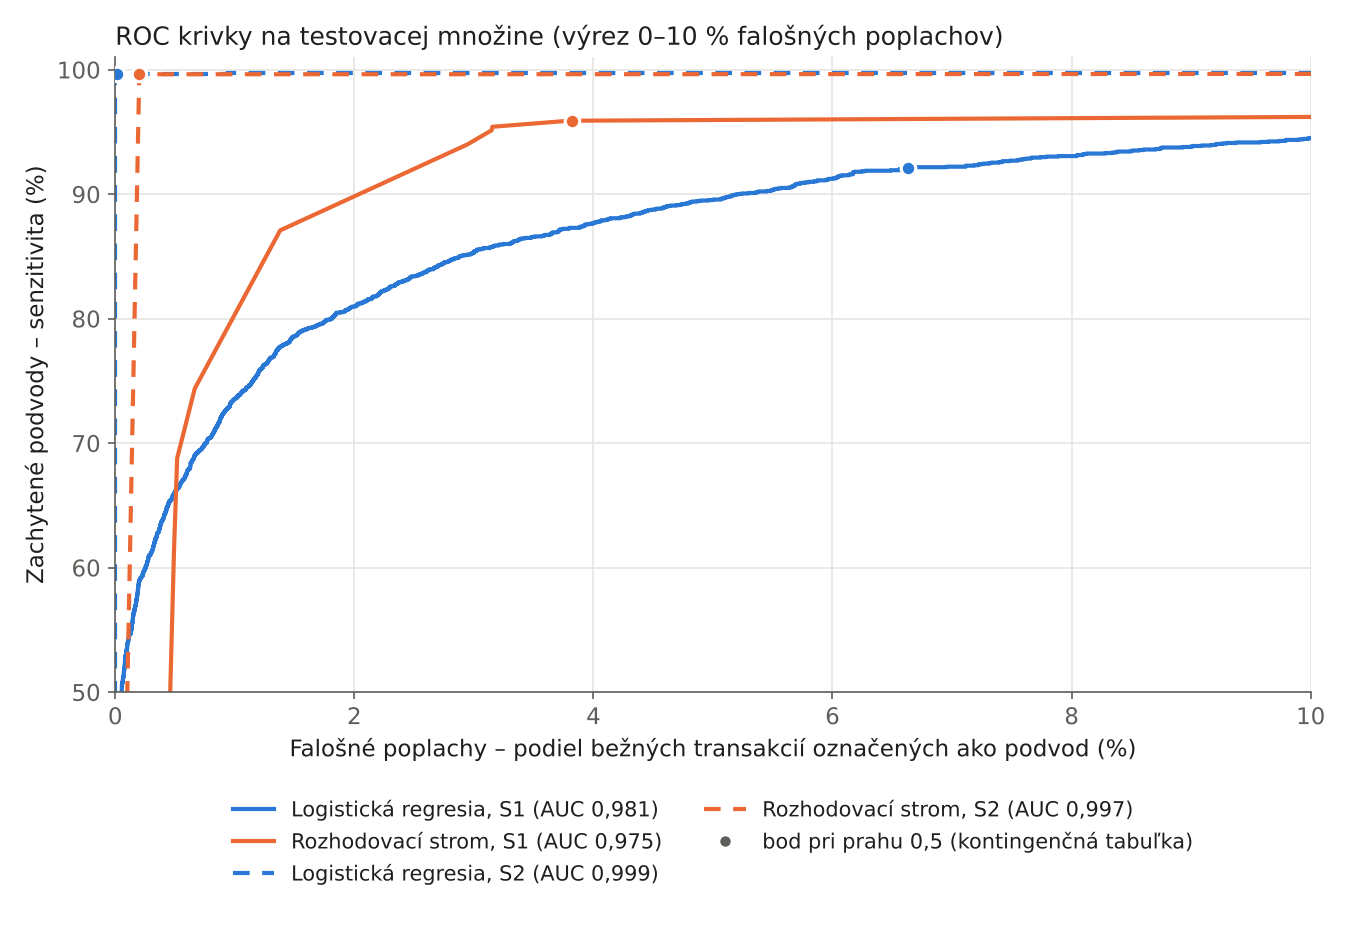 ROC krivky na testovacej množine (výrez 0–10 % falošných poplachov)
Zachytené podvody – senzitivita (%)
100
90
80
70
60
50
0 2 4 6 8 10
Falošné poplachy – podiel bežných transakcií označených ako podvod (%)
Logistická regresia, S1 (AUC 0,981)
Rozhodovací strom, S1 (AUC 0,975)
Logistická regresia, S2 (AUC 0,999)
Rozhodovací strom, S2 (AUC 0,997)
bod pri prahu 0,5 (kontingenčná tabuľka)